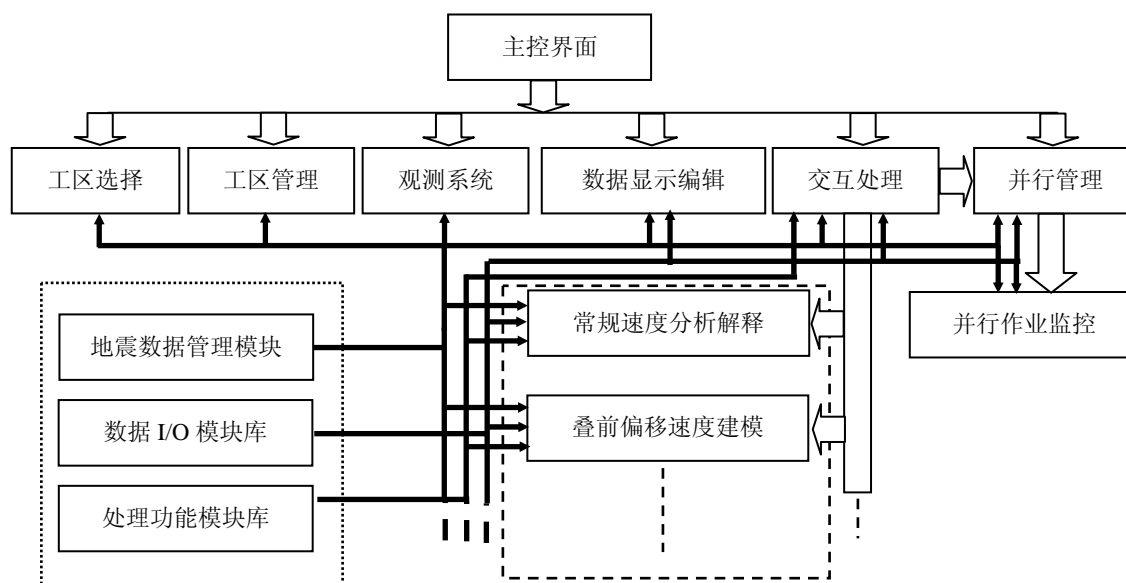 主控界面
工区选择
工区管理
观测系统
数据显示编辑
交互处理
并行管理
并行作业监控
常规速度分析解释
地震数据管理模块
叠前偏移速度建模
数据 I/O 模块库
处理功能模块库